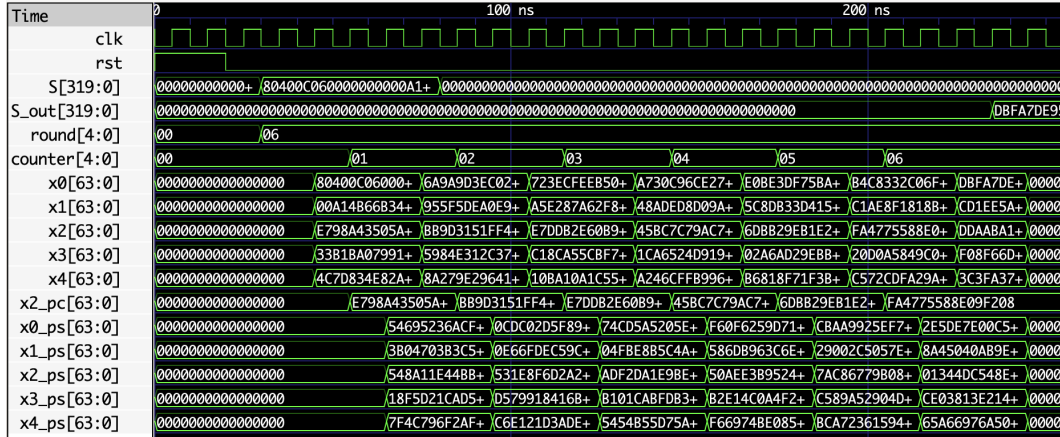 Time 0 100 ns 200 ns
clk
rst
S[319:0] 00000000000+ 80400C060000000000A1+ 00000000000000000000000000000000000000000000000000000000000000000000000000000000
S_out[319:0] 00000000000000000000000000000000000000000000000000000000000000000000000000000000 DBFA7DE9
round[4:0] 00 06
counter[4:0] 00 01 02 03 04 05 06
x0[63:0] 0000000000000000 80400C06000+ 6A9A9D3EC02+ 723ECFEEB50+ A730C96CE27+ E0BE3DF75BA+ B4C8332C06F+ DBFA7DE+ 0000
x1[63:0] 0000000000000000 00A14B66B34+ 955F5DEA0E9+ A5E287A62F8+ 48ADED8D09A+ 5C8DB33D415+ C1AE8F1818B+ CD1EE5A+ 0000
x2[63:0] 0000000000000000 E798A43505A+ BB9D3151FF4+ E7DDB2E60B9+ 45BC7C79AC7+ 6DBB29EB1E2+ FA4775588E0+ DDAABA1+ 0000
x3[63:0] 0000000000000000 33B1BA07991+ 5984E312C37+ C18CA55CBF7+ 1CA6524D919+ 02A6AD29EBB+ 20D0A5849C0+ F08F66D+ 0000
x4[63:0] 0000000000000000 4C7D834E82A+ 8A279E29641+ 10BA10A1C55+ A246CFFB996+ B6818F71F3B+ C572CDFA29A+ 3C3FA37+ 0000
x2_pc[63:0] 0000000000000000 E798A43505A+ BB9D3151FF4+ E7DDB2E60B9+ 45BC7C79AC7+ 6DBB29EB1E2+ FA4775588E09F208
x0_ps[63:0] 0000000000000000 54695236ACF+ 0CDC02D5F89+ 74CD5A5205E+ F60F6259D71+ CBAA9925EF7+ 2E5DE7E00C5+ 0000
x1_ps[63:0] 0000000000000000 3B04703B3C5+ 0E66FDEC59C+ 04FBE8B5C4A+ 586DB963C6E+ 29002C5057E+ 8A45040AB9E+ 0000
x2_ps[63:0] 0000000000000000 548A11E44BB+ 531E8F6D2A2+ ADF2DA1E9BE+ 50AEE3B9524+ 7AC86779B08+ 01344DC548E+ 0000
x3_ps[63:0] 0000000000000000 18F5D21CAD5+ D579918416B+ B101CABFDB3+ B2E14C0A4F2+ C589A52904D+ CE03813E214+ 0000
x4_ps[63:0] 0000000000000000 7F4C796F2AF+ C6E121D3ADE+ 5454B55D75A+ F66974BE085+ BCA72361594+ 65A66976A50+ 0000